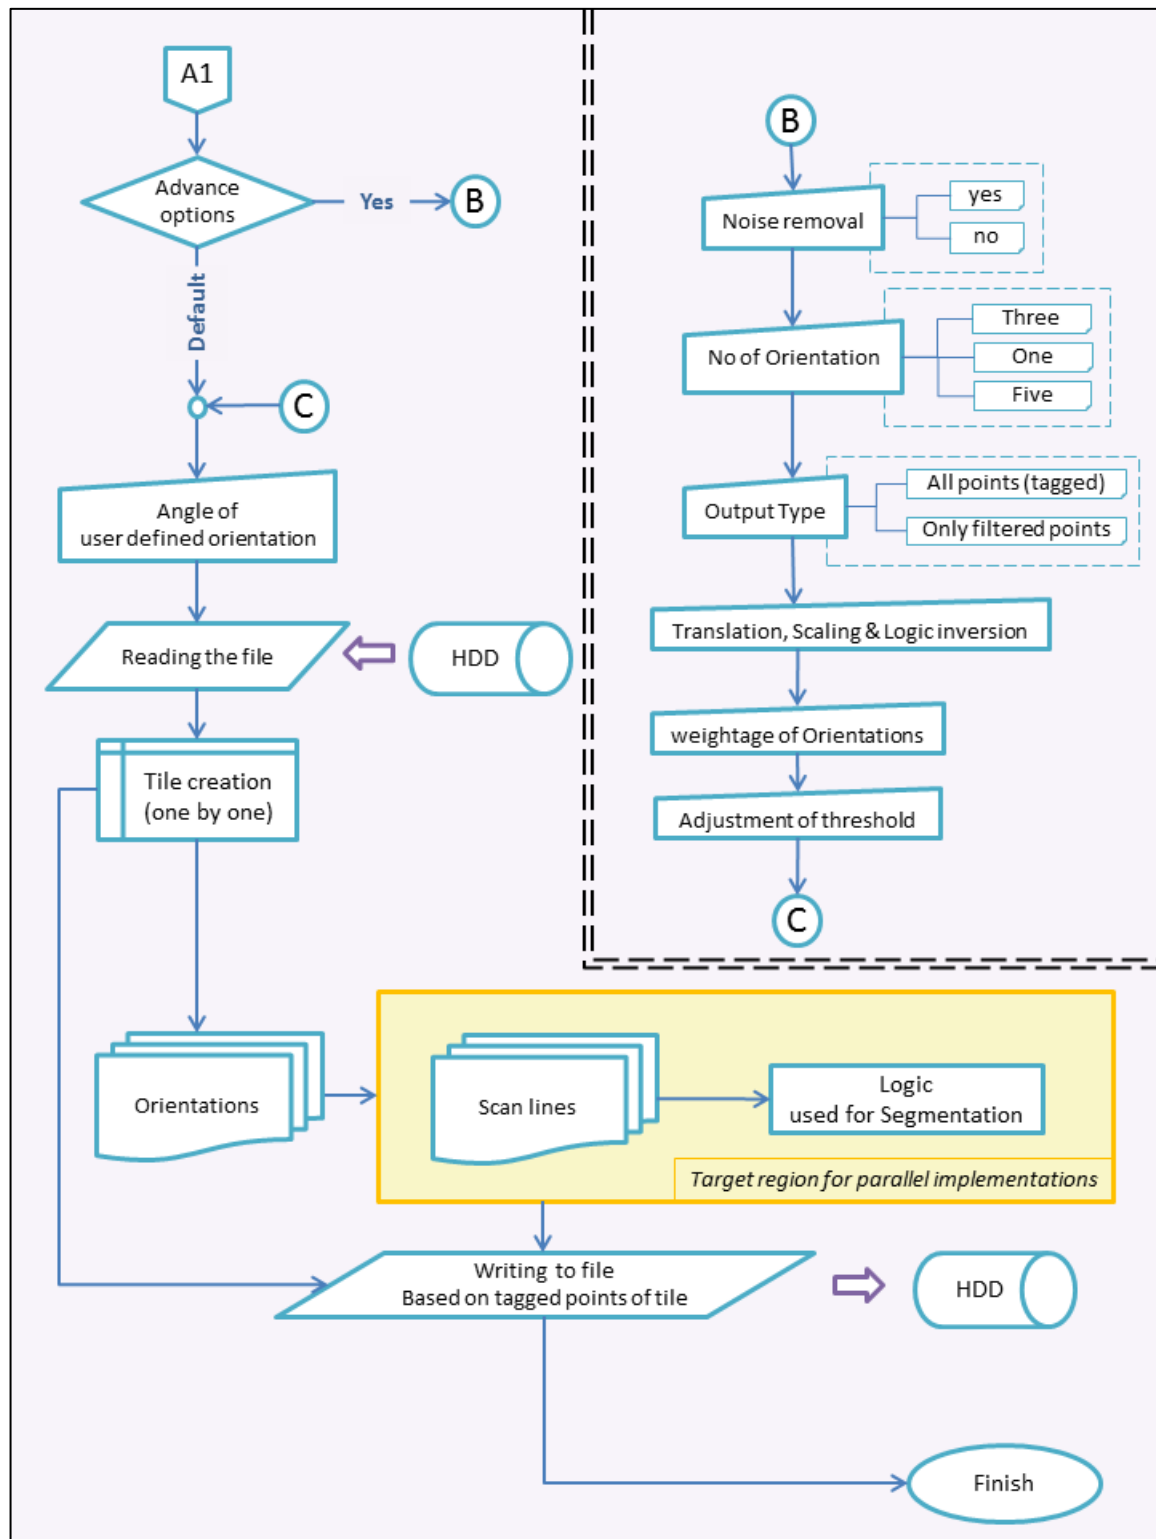 A1
Advance
options
Yes
B
Default
C
Angle of
user defined orientation
Reading the file
HDD
Tile creation
(one by one)
Orientations
Scan lines
Logic
used for Segmentation
Target region for parallel implementations
Writing to file
Based on tagged points of tile
HDD
Finish
B
Noise removal
yes
no
No of Orientation
Three
One
Five
Output Type
All points (tagged)
Only filtered points
Translation, Scaling & Logic inversion
weightage of Orientations
Adjustment of threshold
C